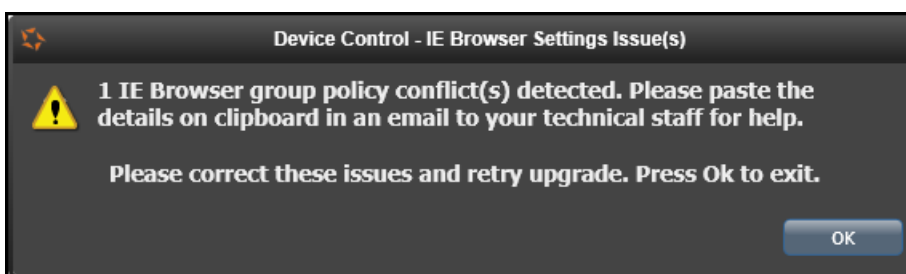 Device Control - IE Browser Settings Issue(s)
1 IE Browser group policy conflict(s) detected. Please paste the
details on clipboard in an email to your technical staff for help.
Please correct these issues and retry upgrade. Press Ok to exit.
OK